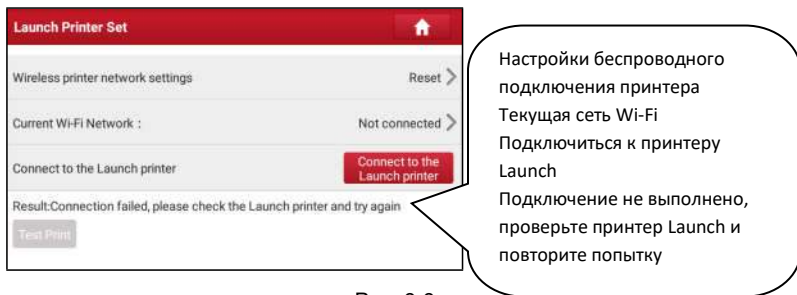 Launch Printer Set
Wireless printer network settings Reset
Current Wi-Fi Network : Not connected
Connect to the Launch printer
Connect to the
Launch printer
Result:Connection failed, please check the Launch printer and try again
Test Print
Настройки беспроводного
подключения принтера
Текущая сеть Wi-Fi
Подключиться к принтеру
Launch
Подключение не выполнено,
проверьте принтер Launch и
повторите попытку